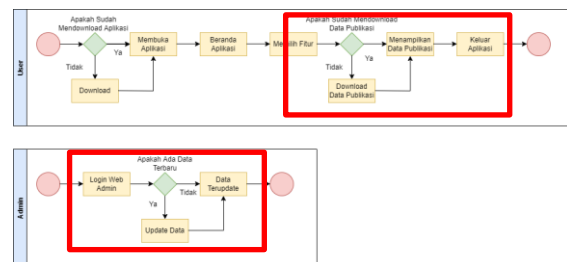 User
Apakah Sudah
Mendownload Aplikasi
Ya
Tidak
Download
Membuka
Aplikasi
Beranda
Aplikasi
Fitur
Apakah Sudah Mendownload
Data Publikasi
Ya
Tidak
Download
Data Publikasi
Menampilkan
Data Publikasi
Keluar
Aplikasi
Admin
Login Web
Admin
Apakah Ada Data
Terbaru
Tidak
Ya
Update Data
Data
Terupdate